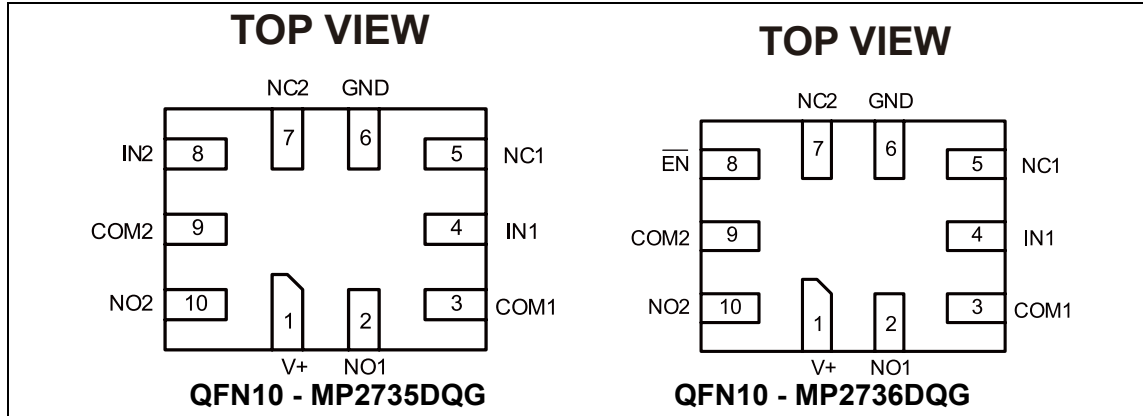 TOP VIEW
NC2 GND
7 6
IN2 8 5 NC1
COM2 9 4 IN1
NO2 10 3 COM1
1 2
V+ NO1
QFN10 - MP2735DQG
TOP VIEW
NC2 GND
7 6
E̅N̅ 8 5 NC1
COM2 9 4 IN1
NO2 10 3 COM1
1 2
V+ NO1
QFN10 - MP2736DQG